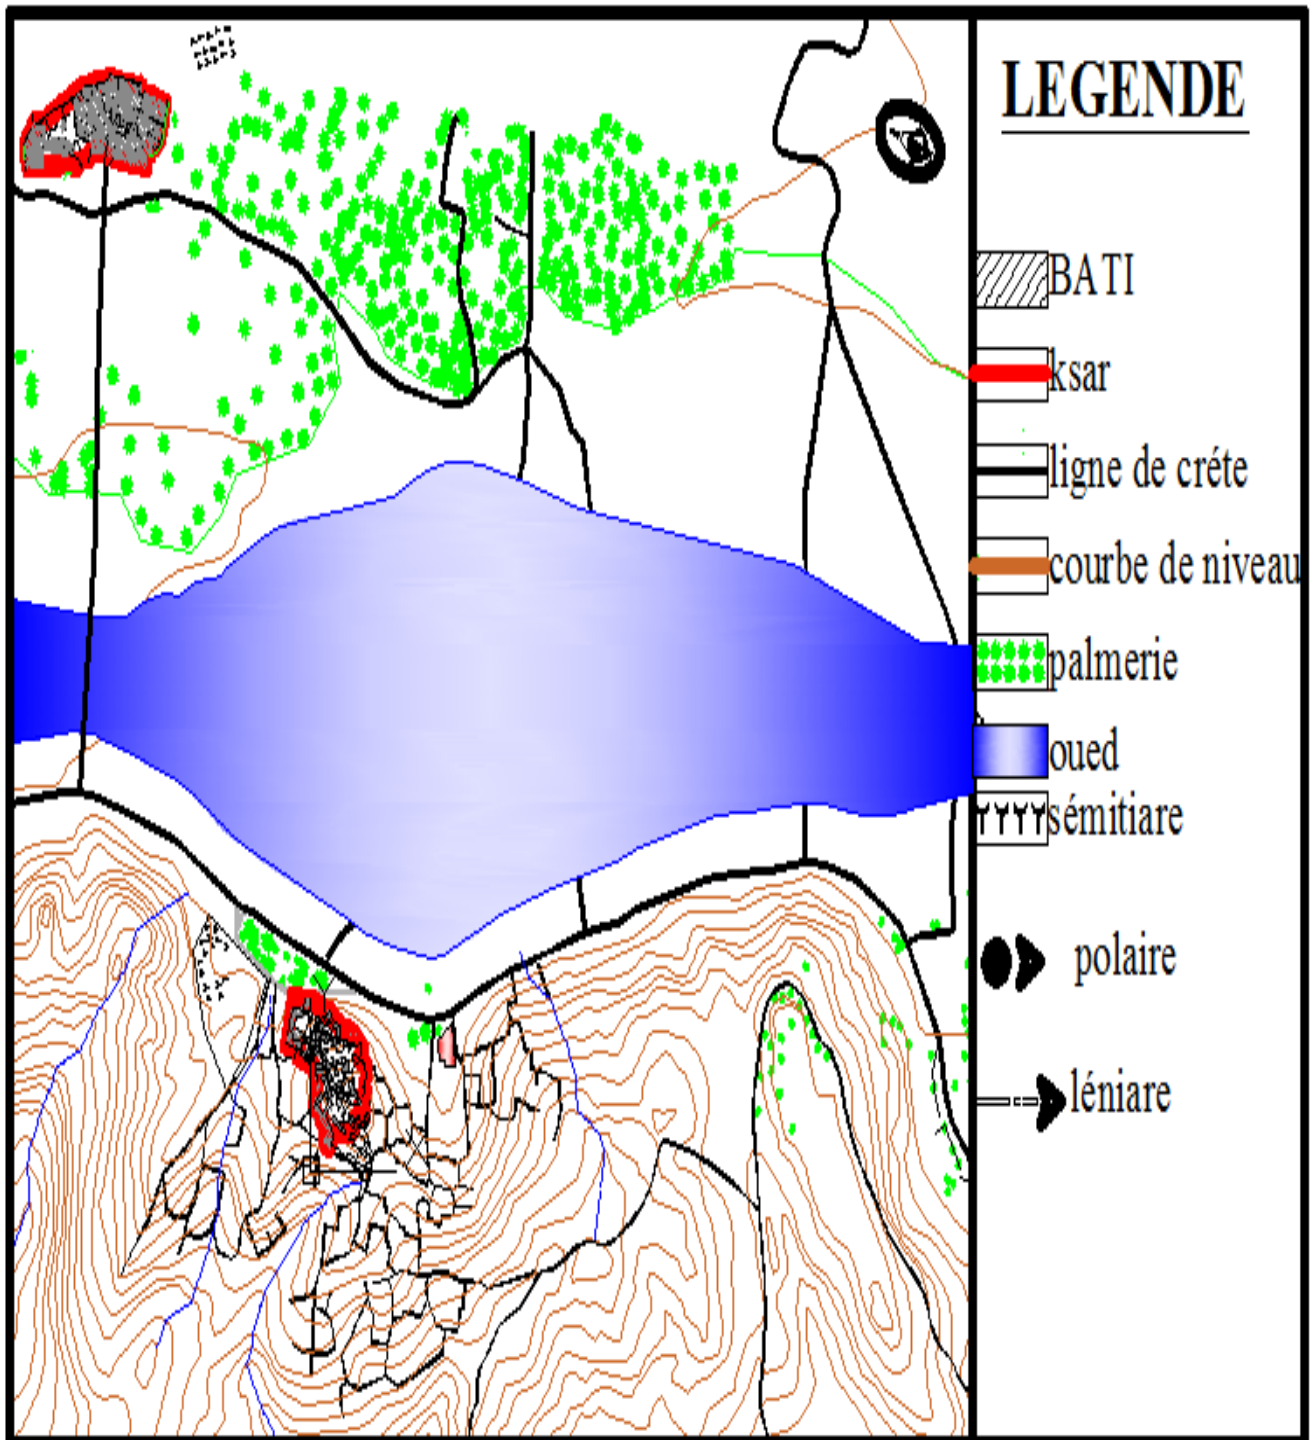 LEGENDE
BATI
ksar
ligne de créte
courbe de niveau
palmerie
oued
sémitiare
polaire
léniare